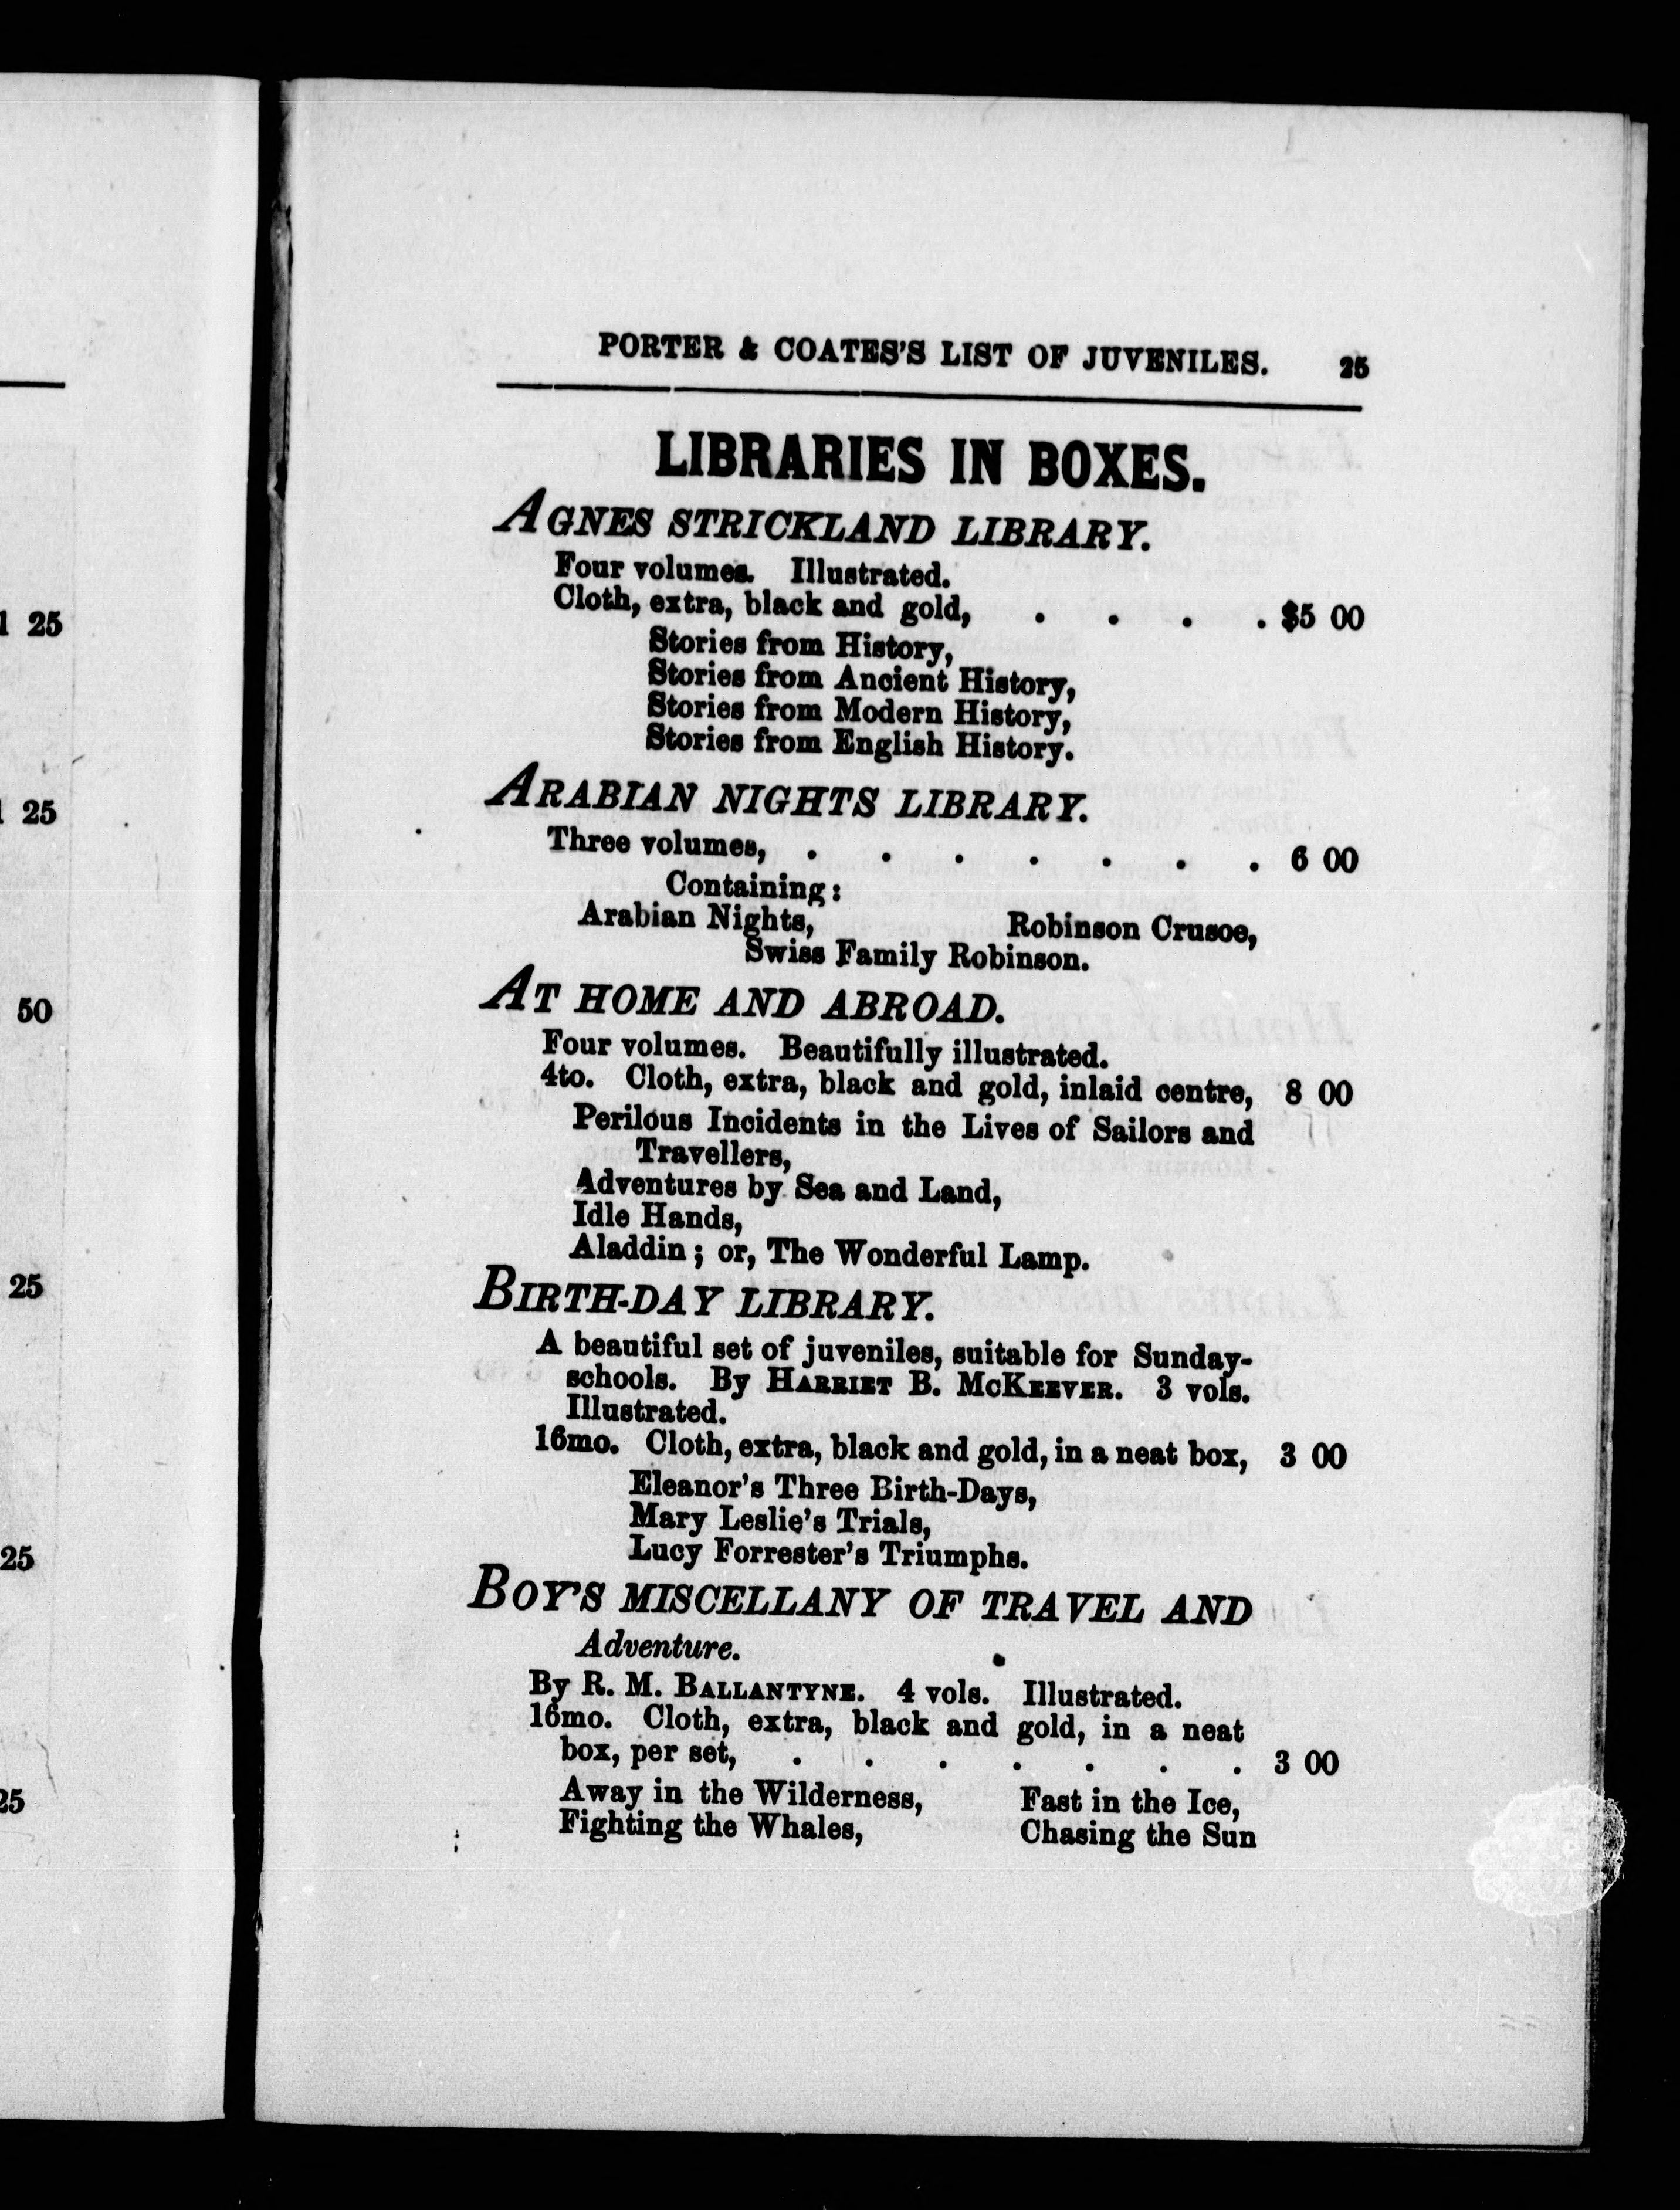 1 25
1 25
50
25
25
25
PORTER & COATES'S LIST OF JUVENILES. 25
LIBRARIES IN BOXES.
AGNES STRICKLAND LIBRARY.
Four volumes. Illustrated.
Cloth, extra, black and gold, . . . . $5 00
Stories from History,
Stories from Ancient History,
Stories from Modern History,
Stories from English History.
ARABIAN NIGHTS LIBRARY.
Three volumes, . . . . . . . 6 00
Containing:
Arabian Nights, Robinson Crusoe,
Swiss Family Robinson.
AT HOME AND ABROAD.
Four volumes. Beautifully illustrated.
4to. Cloth, extra, black and gold, inlaid centre, 8 00
Perilous Incidents in the Lives of Sailors and
Travellers,
Adventures by Sea and Land,
Idle Hands,
Aladdin; or, The Wonderful Lamp.
BIRTH-DAY LIBRARY.
A beautiful set of juveniles, suitable for Sunday-
schools. By HARRIET B. MCKEEVER. 3 vols.
Illustrated.
16mo. Cloth, extra, black and gold, in a neat box, 3 00
Eleanor's Three Birth-Days,
Mary Leslie's Trials,
Lucy Forrester's Triumphs.
BOY'S MISCELLANY OF TRAVEL AND
Adventure.
By R. M. BALLANTYNE. 4 vols. Illustrated.
16mo. Cloth, extra, black and gold, in a neat
box, per set, . . . . . . . 3 00
Away in the Wilderness, Fast in the Ice,
Fighting the Whales, Chasing the Sun